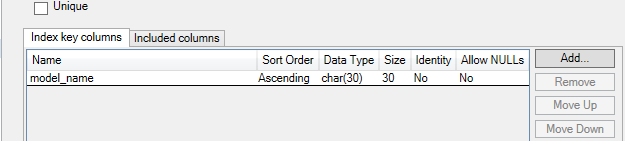 Unique
Index key columns Included columns
Name Sort Order Data Type Size Identity Allow NULLs
model_name Ascending char(30) 30 No No
Add...
Remove
Move Up
Move Down